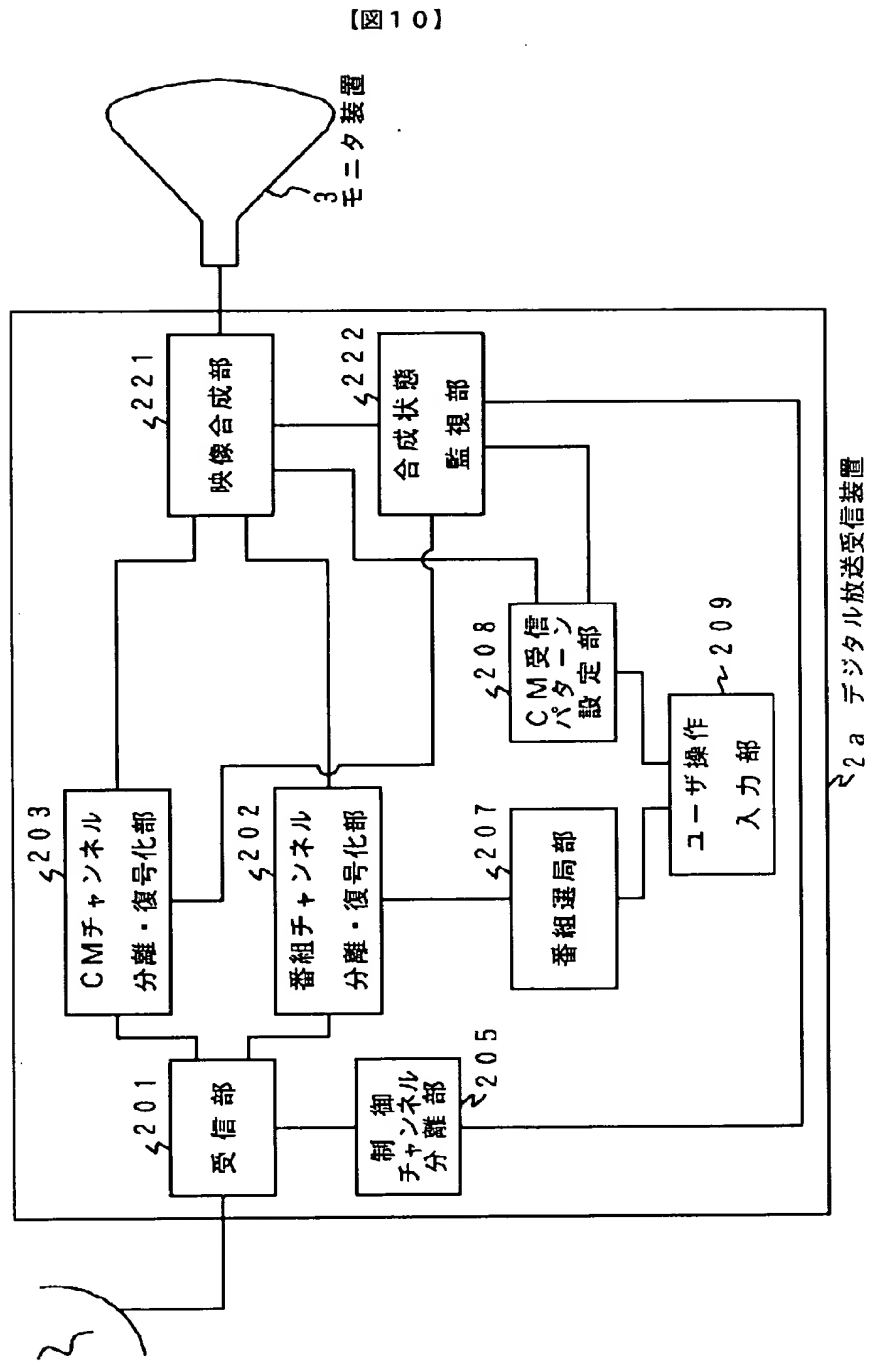 【図10】
3
モニタ装置
221
映像合成部
222
合成状態
監視部
203
CMチャンネル
分離・復号化部
202
番組チャンネル
分離・復号化部
208
CM受信
パターン
設定部
209
ユーザ操作
入力部
207
番組選局部
201
受信部
205
制御
チャンネル
分離部
2a デジタル放送受信装置